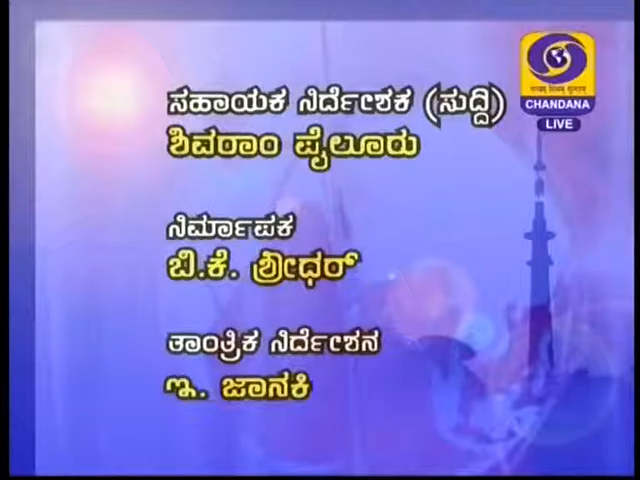 ಸಹಾಯಕ ನಿರ್ದೇಶಕ (ಸುದ್ದಿ)
ಶಿವರಾಂ ಪೈಲೂರು
ನಿರ್ಮಾಪಕ
ಬಿ.ಕೆ. ಶ್ರೀಧರ್
ತಾಂತ್ರಿಕ ನಿರ್ದೇಶನ
ಇ. ಜಾನಕಿ
CHANDANA
LIVE